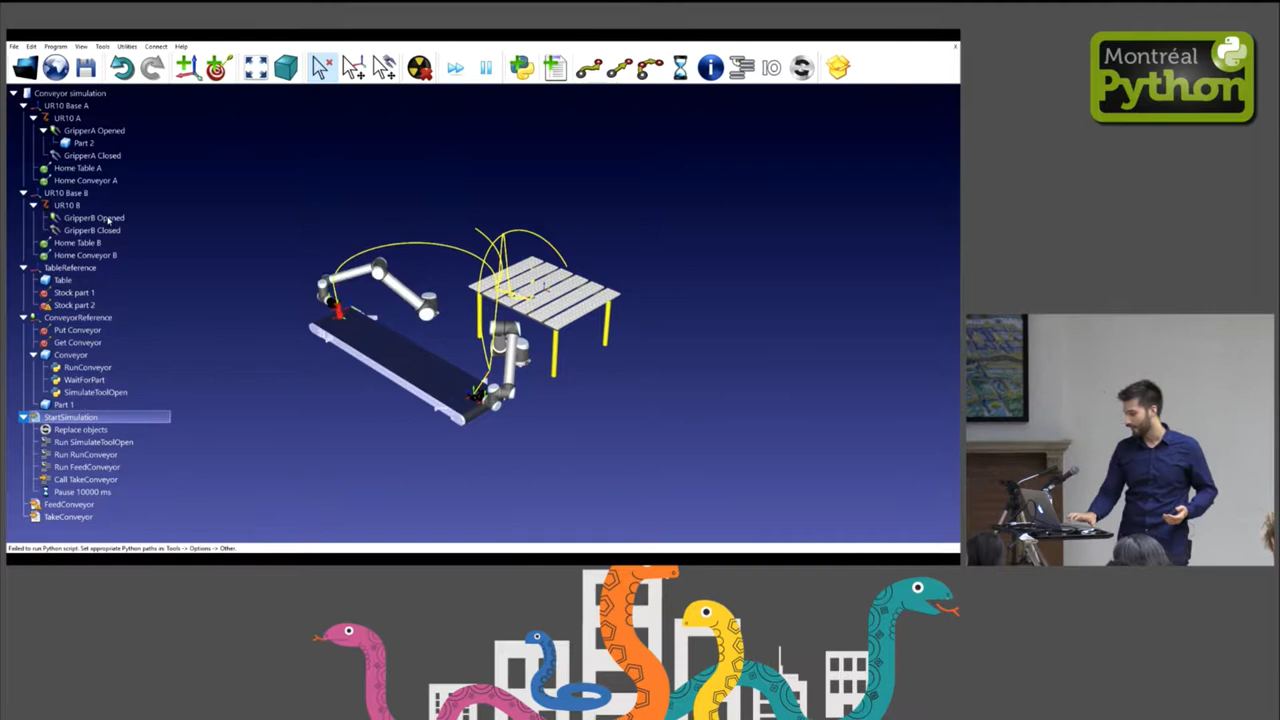 File Edit Program View Tools Utilities Connect Help
x
IO
Conveyor simulation
UR10 Base A
UR10 A
GripperA Opened
Part 2
GripperA Closed
Home Table A
Home Conveyor A
UR10 Base B
UR10 B
GripperB Opened
GripperB Closed
Home Table B
Home Conveyor B
TableReference
Table
Stock part 1
Stock part 2
ConveyorReference
Put Conveyor
Get Conveyor
Conveyor
RunConveyor
WaitForPart
SimulateToolOpen
Part 1
StartSimulation
Replace objects
Run SimulateToolOpen
Run RunConveyor
Run FeedConveyor
Call TakeConveyor
Pause 10000 ms
FeedConveyor
TakeConveyor
Failed to run Python script. Set appropriate Python paths in: Tools -> Options -> Other.
Montréal
Python